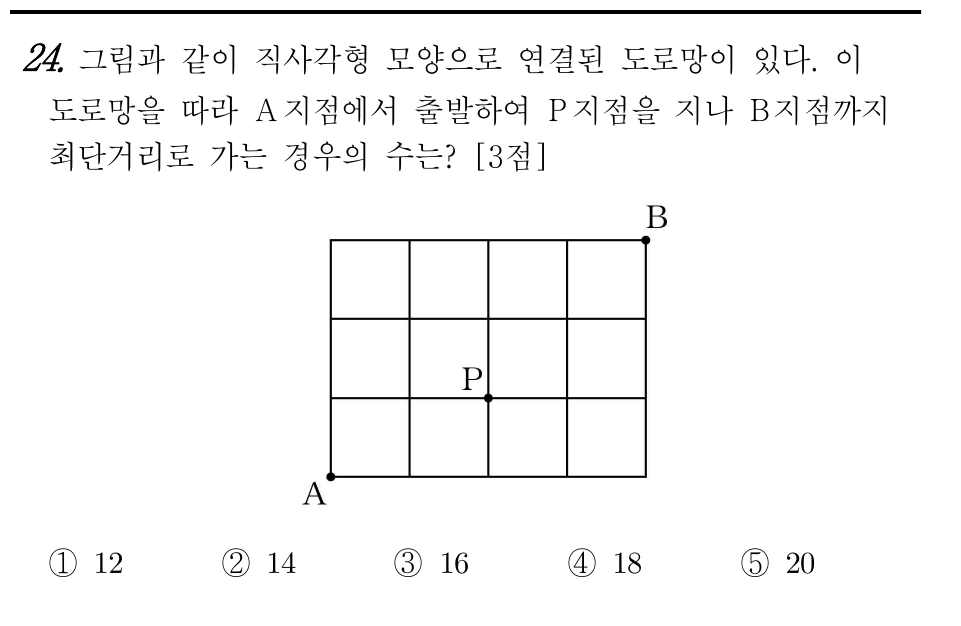 24. 그림과 같이 직사각형 모양으로 연결된 도로망이 있다. 이
도로망을 따라 A지점에서 출발하여 P지점을 지나 B지점까지
최단거리로 가는 경우의 수는? [3점]
B
P
A
① 12 ② 14 ③ 16 ④ 18 ⑤ 20